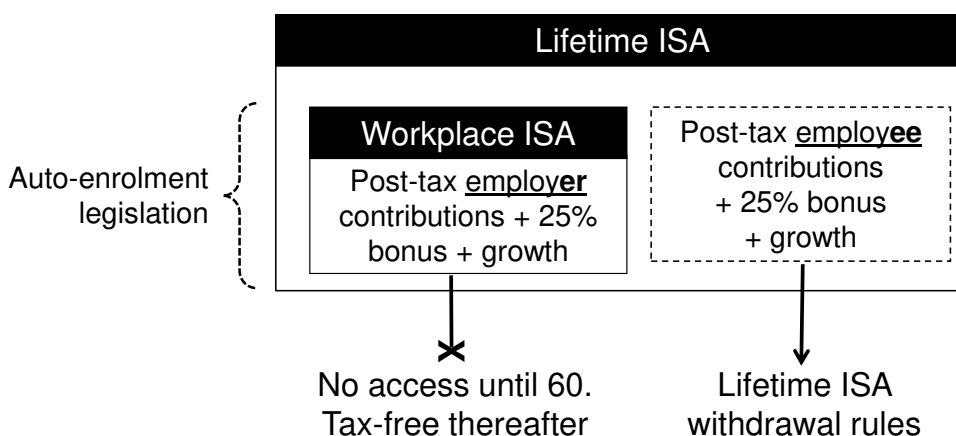 Lifetime ISA
Auto-enrolment
legislation
Workplace ISA
Post-tax employer
contributions + 25%
bonus + growth
Post-tax employee
contributions
+ 25% bonus
+ growth
No access until 60.
Tax-free thereafter
Lifetime ISA
withdrawal rules